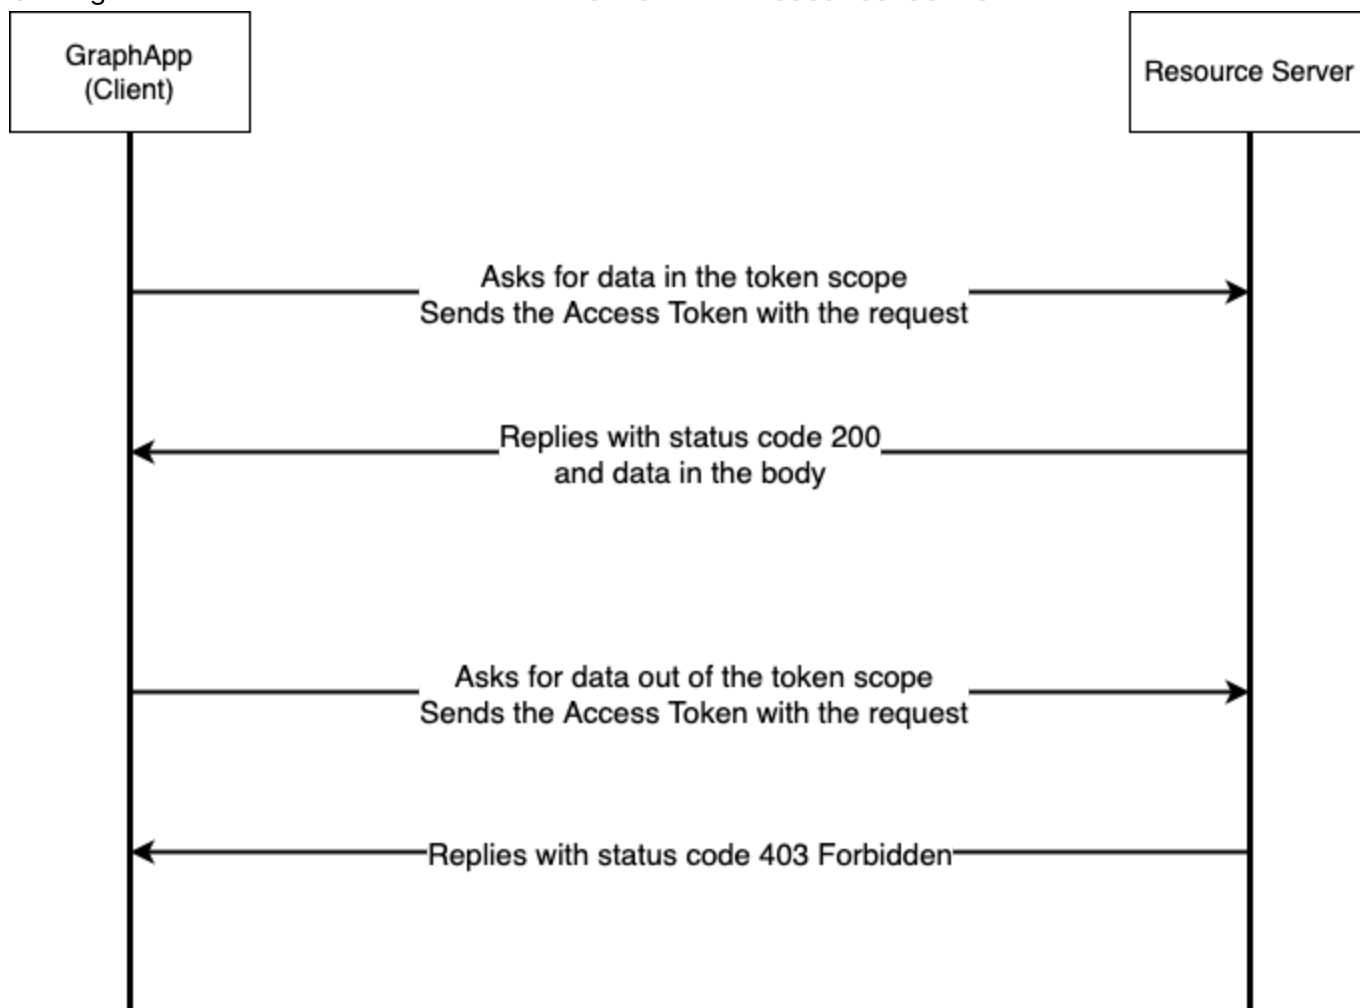 GraphApp
(Client)
Resource Server
Asks for data in the token scope
Sends the Access Token with the request
Replies with status code 200
and data in the body
Asks for data out of the token scope
Sends the Access Token with the request
Replies with status code 403 Forbidden